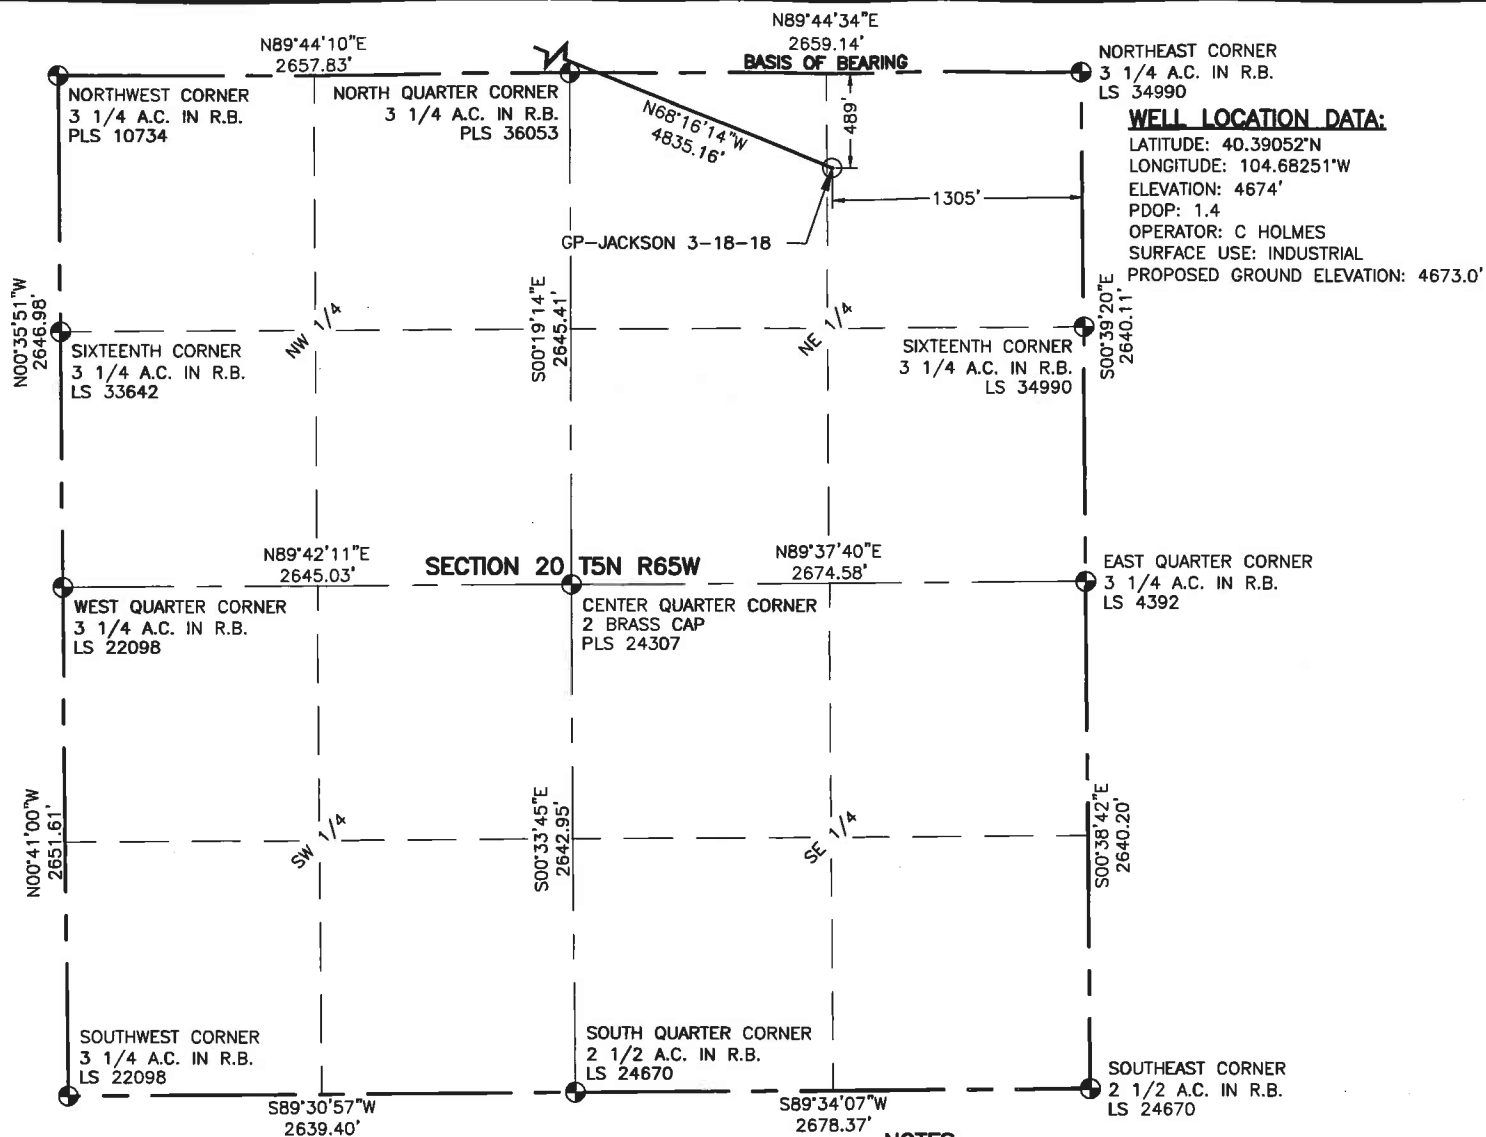 N89°44'10"E
2657.83'
N89°44'34"E
2659.14'
BASIS OF BEARING
NORTHWEST CORNER
3 1/4 A.C. IN R.B.
PLS 10734
NORTH QUARTER CORNER
3 1/4 A.C. IN R.B.
PLS 36053
NORTHEAST CORNER
3 1/4 A.C. IN R.B.
LS 34990
N68°16'14"W
4835.16'
489'
1305'
GP-JACKSON 3-18-18
WELL LOCATION DATA:
LATITUDE: 40.39052°N
LONGITUDE: 104.68251°W
ELEVATION: 4674'
PDOP: 1.4
OPERATOR: C HOLMES
SURFACE USE: INDUSTRIAL
PROPOSED GROUND ELEVATION: 4673.0'
N00°35'51"W
2646.98'
NW 1/4
S00°19'14"E
2645.41'
NE 1/4
S00°39'20"E
2640.11'
SIXTEENTH CORNER
3 1/4 A.C. IN R.B.
LS 33642
SIXTEENTH CORNER
3 1/4 A.C. IN R.B.
LS 34990
N89°42'11"E
2645.03'
SECTION 20 T5N R65W
N89°37'40"E
2674.58'
WEST QUARTER CORNER
3 1/4 A.C. IN R.B.
LS 22098
CENTER QUARTER CORNER
2 BRASS CAP
PLS 24307
EAST QUARTER CORNER
3 1/4 A.C. IN R.B.
LS 4392
N00°41'00"W
2651.61'
SW 1/4
S00°33'45"E
2642.95'
SE 1/4
S00°38'42"E
2640.20'
SOUTHWEST CORNER
3 1/4 A.C. IN R.B.
LS 22098
SOUTH QUARTER CORNER
2 1/2 A.C. IN R.B.
LS 24670
SOUTHEAST CORNER
2 1/2 A.C. IN R.B.
LS 24670
S89°30'57"W
2639.40'
S89°34'07"W
2678.37'
NOTES